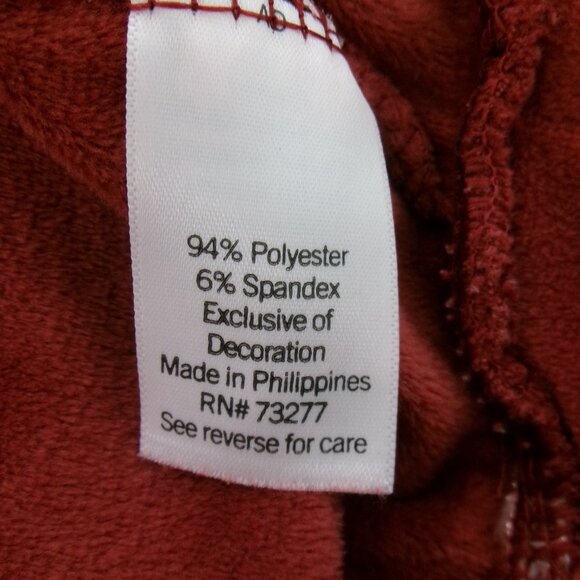 94% Polyester
6% Spandex
Exclusive of
Decoration
Made in Philippines
RN# 73277
See reverse for care